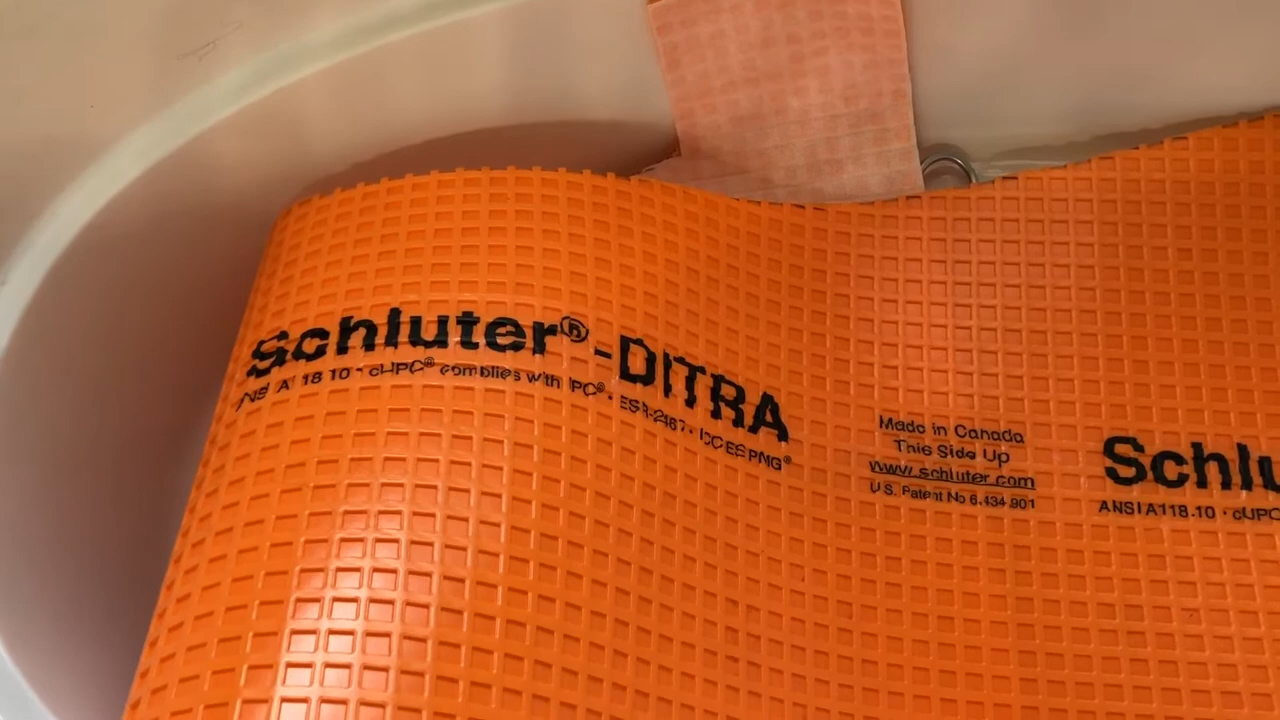 Schluter®-DITRA
ANSI A118.10 · cUPC® complies with IPC® · ESR-2467 · ICC ES PMG®
Made in Canada
This Side Up
www.schluter.com
U.S. Patent No 6,434,901
Schlu
ANSI A118.10 · cUPC